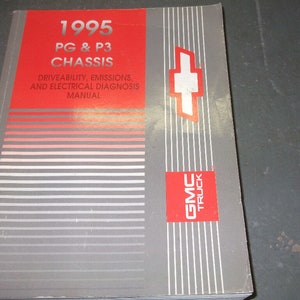 1995
PG & P3
CHASSIS
DRIVEABILITY, EMISSIONS,
AND ELECTRICAL DIAGNOSIS
MANUAL
GMC
TRUCK